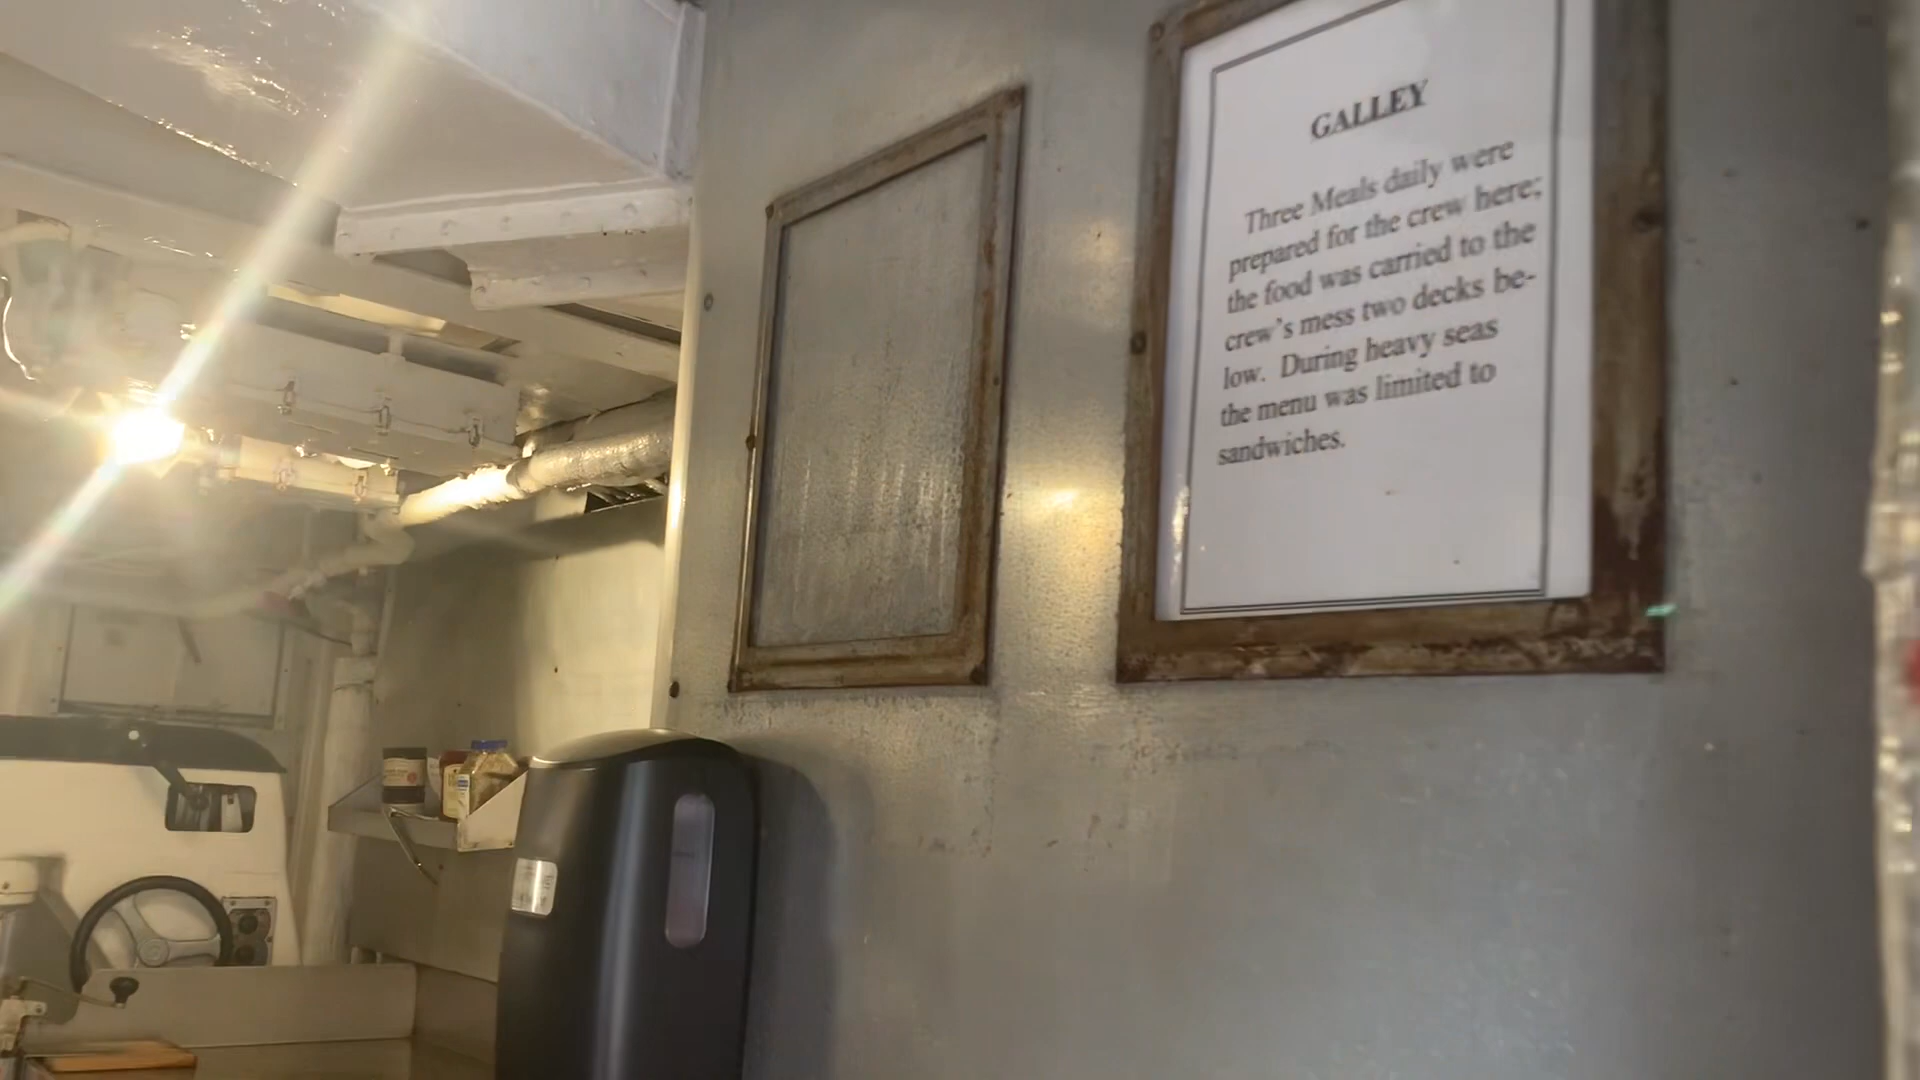 GALLEY
Three Meals daily were
prepared for the crew here;
the food was carried to the
crew's mess two decks be-
low. During heavy seas
the menu was limited to
sandwiches.